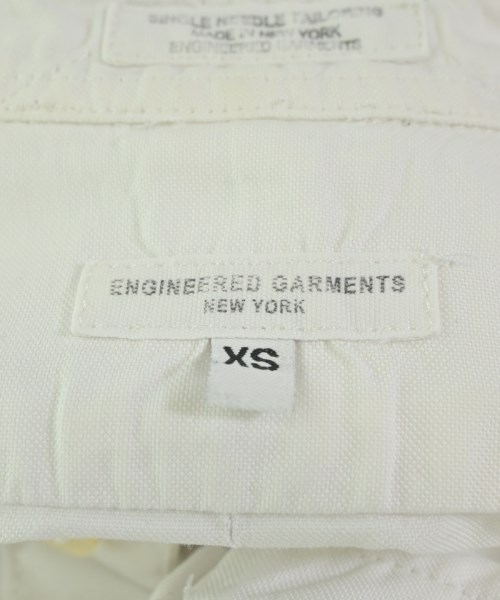 SINGLE NEEDLE TAILORING
MADE IN NEW YORK
ENGINEERED GARMENTS
ENGINEERED GARMENTS
NEW YORK
XS